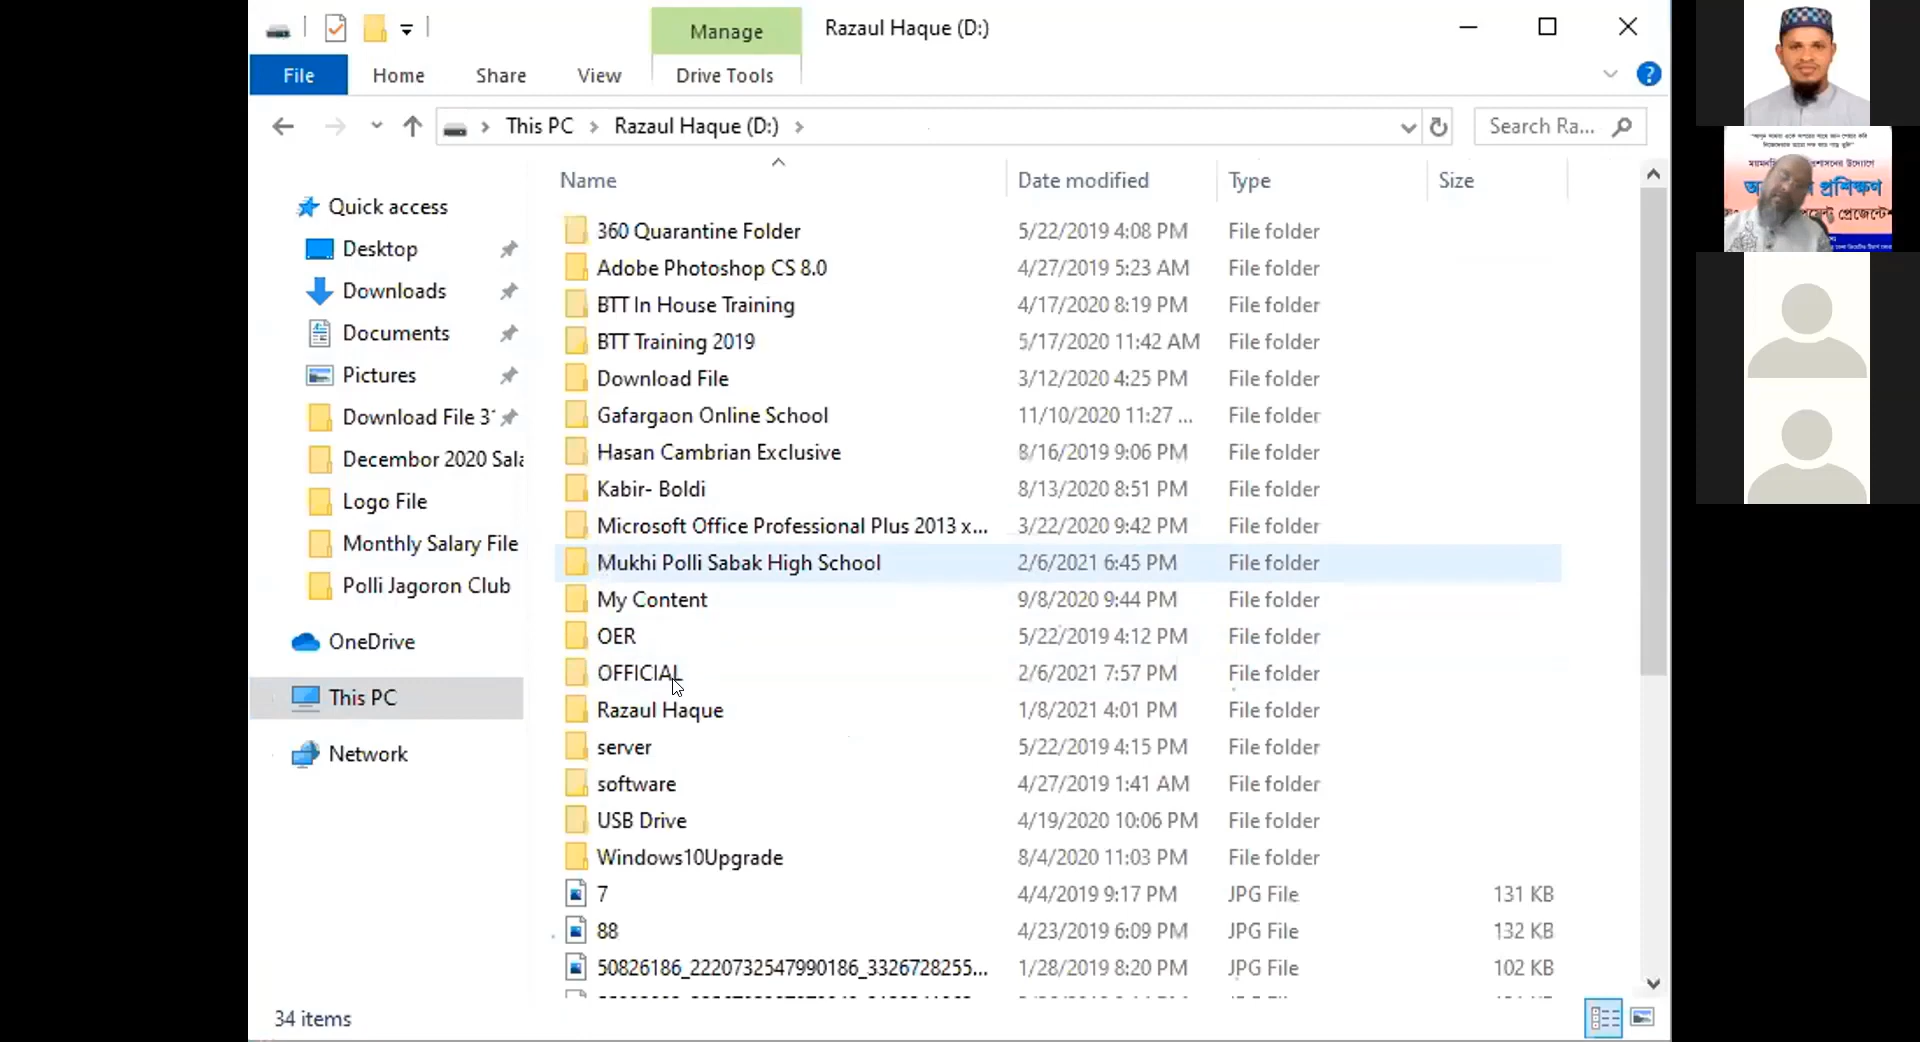 Manage
Razaul Haque (D:)
File
Home
Share
View
Drive Tools
This PC
Razaul Haque (D:)
Search Ra...
Name
Date modified
Type
Size
Quick access
Desktop
Downloads
Documents
Pictures
Download File 3
Decembor 2020 Sala
Logo File
Monthly Salary File
Polli Jagoron Club
OneDrive
This PC
Network
360 Quarantine Folder 5/22/2019 4:08 PM File folder
Adobe Photoshop CS 8.0 4/27/2019 5:23 AM File folder
BTT In House Training 4/17/2020 8:19 PM File folder
BTT Training 2019 5/17/2020 11:42 AM File folder
Download File 3/12/2020 4:25 PM File folder
Gafargaon Online School 11/10/2020 11:27 ... File folder
Hasan Cambrian Exclusive 8/16/2019 9:06 PM File folder
Kabir- Boldi 8/13/2020 8:51 PM File folder
Microsoft Office Professional Plus 2013 x... 3/22/2020 9:42 PM File folder
Mukhi Polli Sabak High School 2/6/2021 6:45 PM File folder
My Content 9/8/2020 9:44 PM File folder
OER 5/22/2019 4:12 PM File folder
OFFICIAL 2/6/2021 7:57 PM File folder
Razaul Haque 1/8/2021 4:01 PM File folder
server 5/22/2019 4:15 PM File folder
software 4/27/2019 1:41 AM File folder
USB Drive 4/19/2020 10:06 PM File folder
Windows10Upgrade 8/4/2020 11:03 PM File folder
7 4/4/2019 9:17 PM JPG File 131 KB
88 4/23/2019 6:09 PM JPG File 132 KB
50826186_2220732547990186_3326728255... 1/28/2019 8:20 PM JPG File 102 KB
34 items
প্রশিক্ষণ